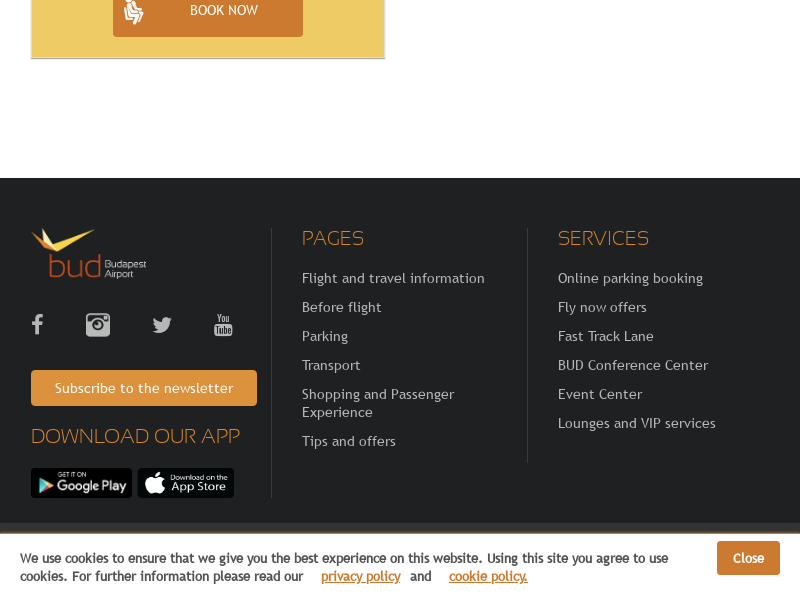 BOOK NOW
bud Budapest Airport
You Tube
Subscribe to the newsletter
DOWNLOAD OUR APP
GET IT ON
Google Play
Download on the
App Store
PAGES
Flight and travel information
Before flight
Parking
Transport
Shopping and Passenger
Experience
Tips and offers
SERVICES
Online parking booking
Fly now offers
Fast Track Lane
BUD Conference Center
Event Center
Lounges and VIP services
We use cookies to ensure that we give you the best experience on this website. Using this site you agree to use
cookies. For further information please read our privacy policy and cookie policy.
Close